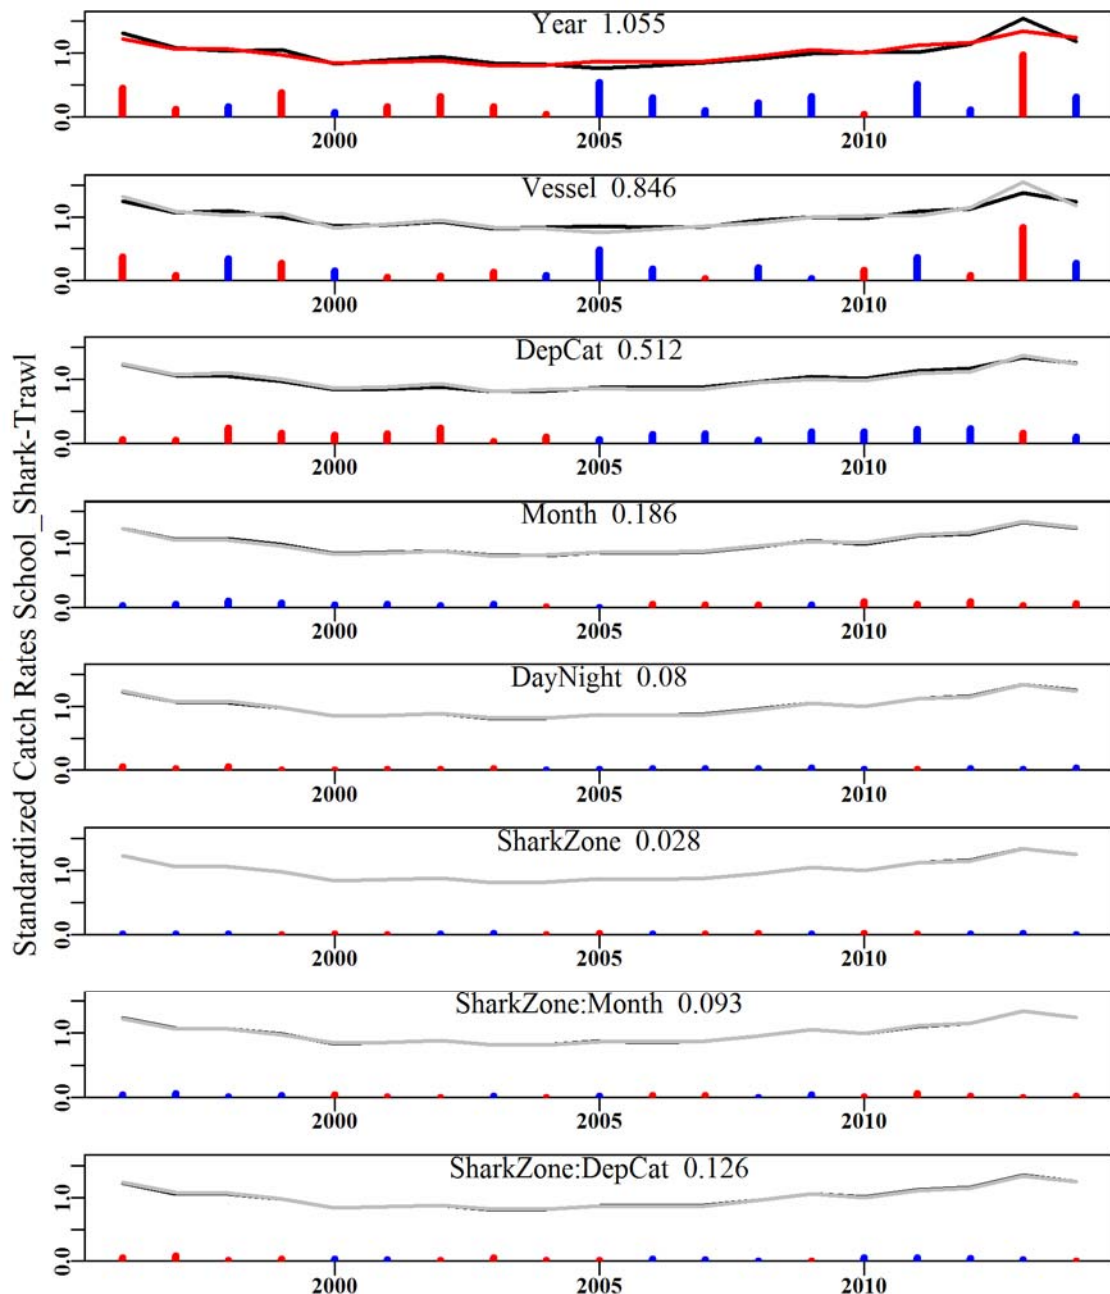 Standardized Catch Rates School_Shark-Trawl
Year 1.055
1.0
0.0
2000 2005 2010
Vessel 0.846
1.0
0.0
2000 2005 2010
DepCat 0.512
1.0
0.0
2000 2005 2010
Month 0.186
1.0
0.0
2000 2005 2010
DayNight 0.08
1.0
0.0
2000 2005 2010
SharkZone 0.028
1.0
0.0
2000 2005 2010
SharkZone:Month 0.093
1.0
0.0
2000 2005 2010
SharkZone:DepCat 0.126
1.0
0.0
2000 2005 2010